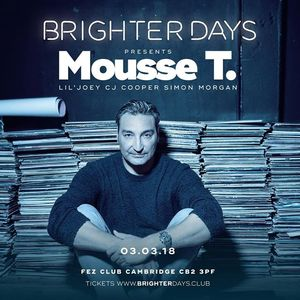 BRIGHTER DAYS
PRESENTS
Mousse T.
LIL'JOEY CJ COOPER SIMON MORGAN
03.03.18
FEZ CLUB CAMBRIDGE CB2 3PF
TICKETS WWW.BRIGHTERDAYS.CLUB